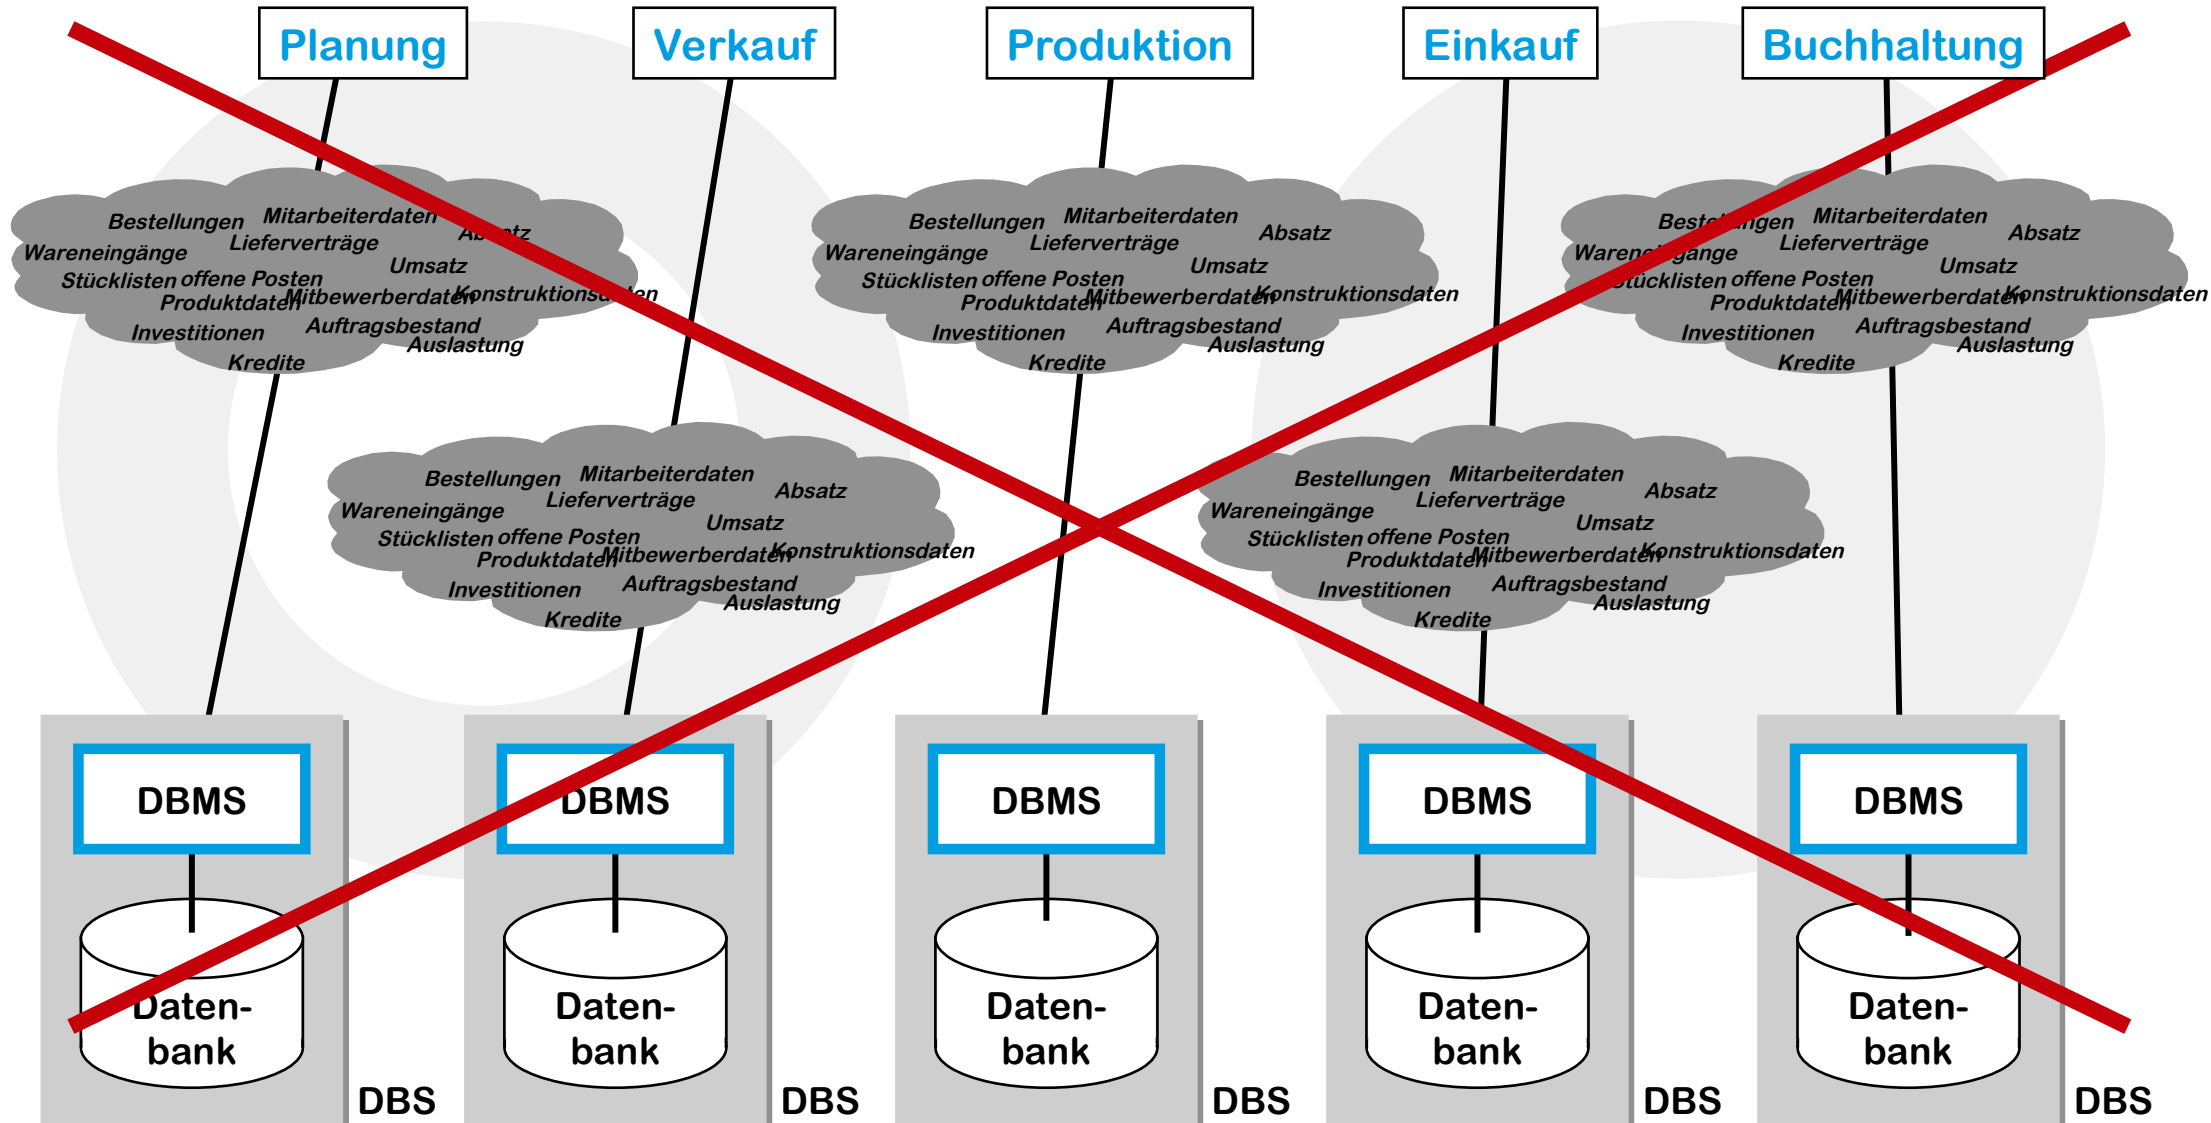 Planung
Verkauf
Produktion
Einkauf
Buchhaltung
Bestellungen Mitarbeiterdaten
Lieferverträge Absatz
Wareneingänge
Umsatz
Stücklisten offene Posten
Produktdaten Mitbewerberdaten Konstruktionsdaten
Investitionen Auftragsbestand
Auslastung
Kredite
Bestellungen Mitarbeiterdaten
Lieferverträge Absatz
Wareneingänge
Umsatz
Stücklisten offene Posten
Produktdaten Mitbewerberdaten Konstruktionsdaten
Investitionen Auftragsbestand
Auslastung
Kredite
Bestellungen Mitarbeiterdaten
Lieferverträge Absatz
Wareneingänge
Umsatz
Stücklisten offene Posten
Produktdaten Mitbewerberdaten Konstruktionsdaten
Investitionen Auftragsbestand
Auslastung
Kredite
Bestellungen Mitarbeiterdaten
Lieferverträge Absatz
Wareneingänge
Umsatz
Stücklisten offene Posten
Produktdaten Mitbewerberdaten Konstruktionsdaten
Investitionen Auftragsbestand
Auslastung
Kredite
Bestellungen Mitarbeiterdaten
Lieferverträge Absatz
Wareneingänge
Umsatz
Stücklisten offene Posten
Produktdaten Mitbewerberdaten Konstruktionsdaten
Investitionen Auftragsbestand
Auslastung
Kredite
DBMS
Daten-
bank
DBS
DBMS
Daten-
bank
DBS
DBMS
Daten-
bank
DBS
DBMS
Daten-
bank
DBS
DBMS
Daten-
bank
DBS